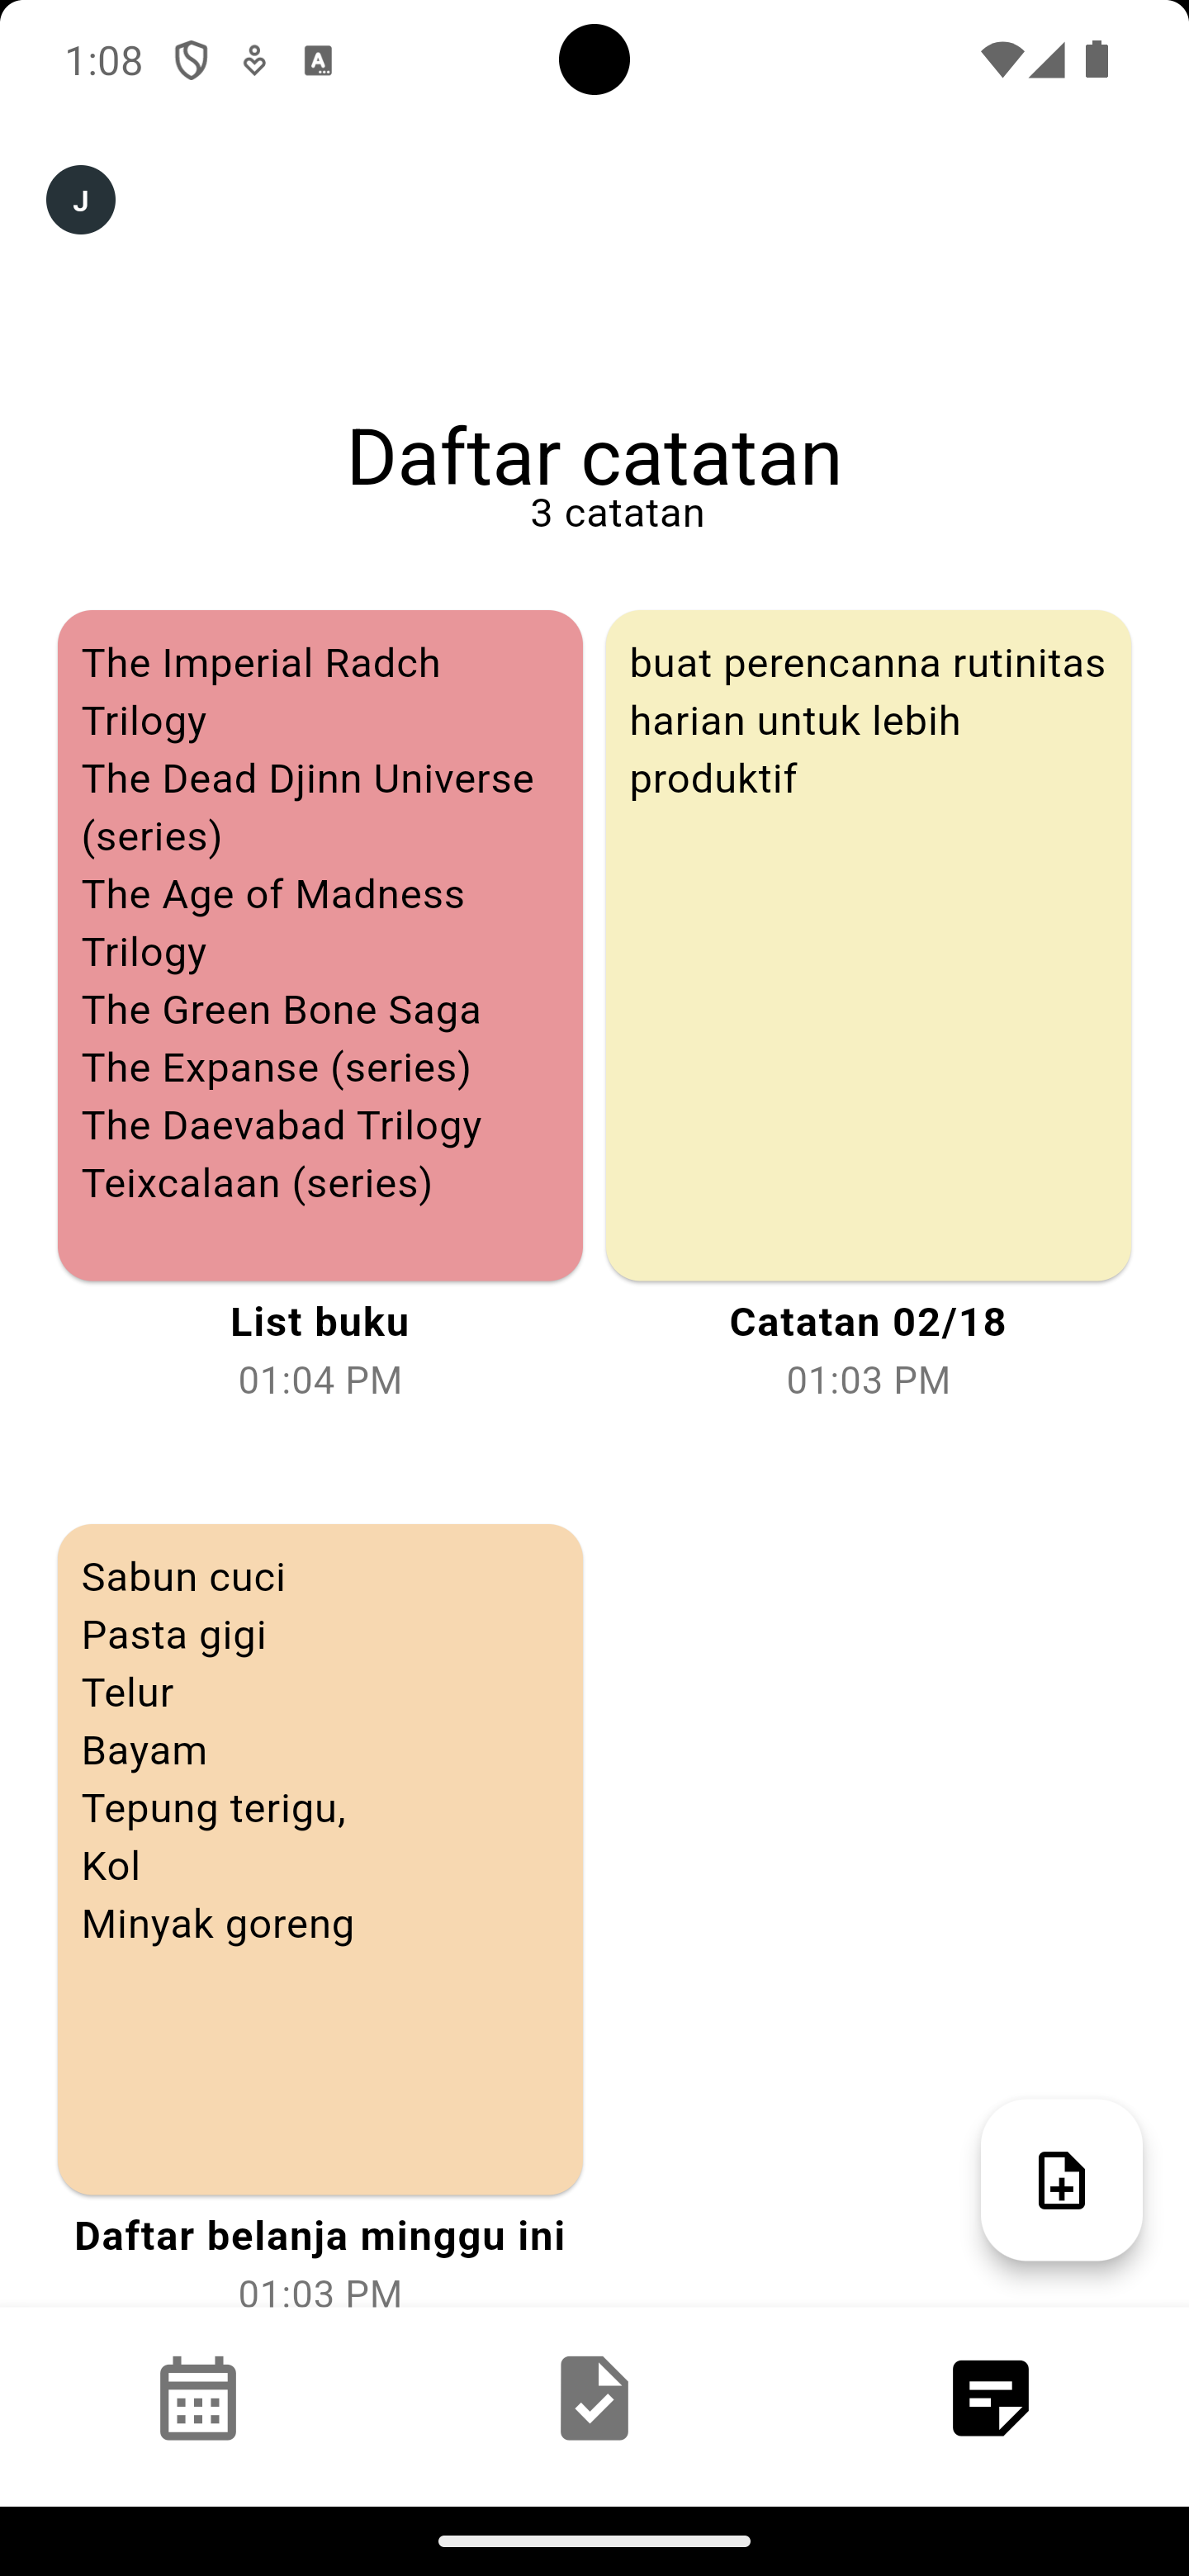 1:08
J
Daftar catatan
3 catatan
The Imperial Radch
Trilogy
The Dead Djinn Universe
(series)
The Age of Madness
Trilogy
The Green Bone Saga
The Expanse (series)
The Daevabad Trilogy
Teixcalaan (series)
List buku
01:04 PM
buat perencanna rutinitas
harian untuk lebih
produktif
Catatan 02/18
01:03 PM
Sabun cuci
Pasta gigi
Telur
Bayam
Tepung terigu,
Kol
Minyak goreng
Daftar belanja minggu ini
01:03 PM